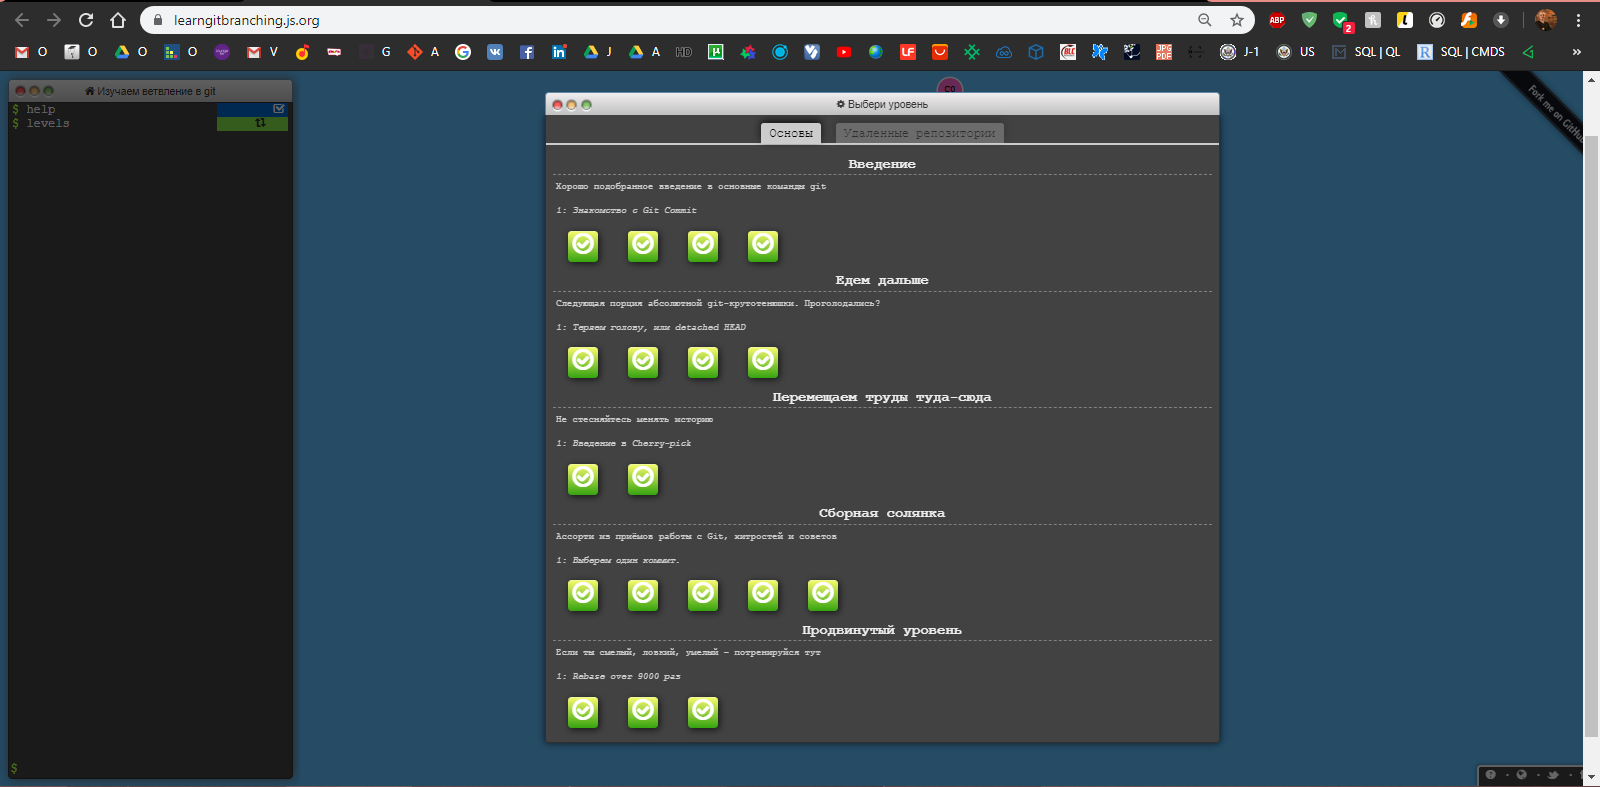 learngitbranching.js.org
ABP
2
O
O
O
O
V
G
A
J
A
HD
J-1
US
SQL | QL
SQL | CMDS
»
Изучаем ветвление в git
$ help
$ levels
$
C0
Fork me on GitHub
Выбери уровень
Основы
Удаленные репозитории
Введение
Хорошо подобранное введение в основные команды git
1: Знакомство с Git Commit
Едем дальше
Следующая порция абсолютной git-крутотенюшки. Проголодались?
1: Теряем голову, или detached HEAD
Перемещаем труды туда-сюда
Не стесняйтесь менять историю
1: Введение в Cherry-pick
Сборная солянка
Ассорти из приёмов работы с Git, хитростей и советов
1: Выберем один коммит.
Продвинутый уровень
Если ты смелый, ловкий, умелый – потренируйся тут
1: Rebase over 9000 раз